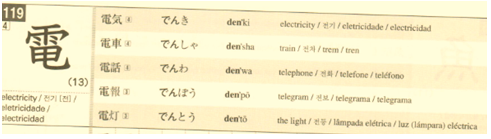 119
4
電
(13)
electricity / 전기 [전] /
eletricidade /
electricidad
電気 ④ でんき den'ki electricity / 전기 / eletricidade / electricidad
電車 ④ でんしゃ den'sha train / 전차 / trem / tren
電話 ④ でんわ den'wa telephone / 전화 / telefone / teléfono
電報 ③ でんぽう den'pō telegram / 전보 / telegrama / telegrama
電灯 ③ でんとう den'tō the light / 전등 / lâmpada elétrica / luz (lámpara) eléctrica